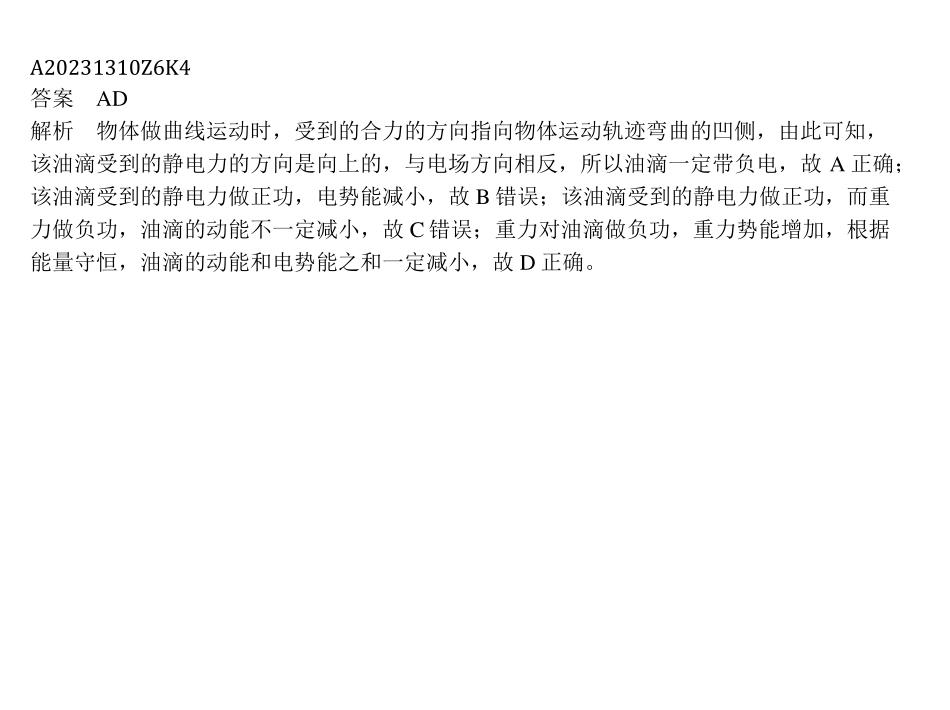 A20231310Z6K4
答案 AD
解析 物体做曲线运动时，受到的合力的方向指向物体运动轨迹弯曲的凹侧，由此可知，
该油滴受到的静电力的方向是向上的，与电场方向相反，所以油滴一定带负电，故 A 正确；
该油滴受到的静电力做正功，电势能减小，故 B 错误；该油滴受到的静电力做正功，而重
力做负功，油滴的动能不一定减小，故 C 错误；重力对油滴做负功，重力势能增加，根据
能量守恒，油滴的动能和电势能之和一定减小，故 D 正确。